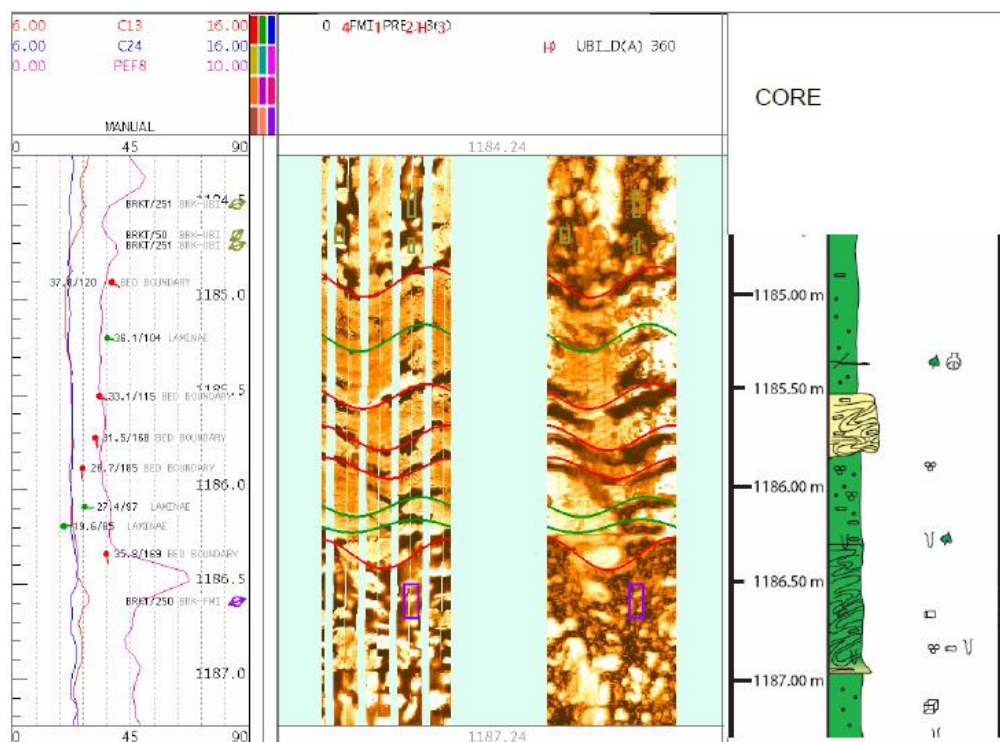 6.00 C13 16.00
6.00 C24 16.00
0.00 PEF8 10.00
MANUAL
0 45 90
UBI_D(A) 360
CORE
1184.24
BRKT/251 BRK-UBI
BRKT/50 BRK-UBI
BRKT/251 BRK-UBI
BED BOUNDARY
1185.0
36.1/104 LAMINAE
1185.5
33.1/115 BED BOUNDARY
31.5/168 BED BOUNDARY
28.7/185 BED BOUNDARY
1186.0
27.4/97 LAMINAE
19.6/85 LAMINAE
35.8/169 BED BOUNDARY
1186.5
BRKT/250 BRK-FMI
1187.0
0 45 90
1187.24
1185.00 m
1185.50 m
1186.00 m
1186.50 m
1187.00 m